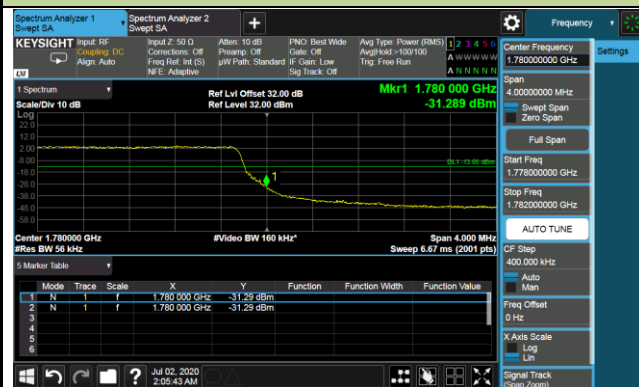 Spectrum Analyzer 1
Swept SA
Spectrum Analyzer 2
Swept SA
+
Frequency
KEYSIGHT
Input: RF
Coupling: DC
Align: Auto
Input Z: 50 Ω
Corrections: Off
Freq Ref: Int (S)
NFE: Adaptive
Atten: 10 dB
Preamp: Off
µW Path: Standard
PNO: Best Wide
Gate: Off
IF Gain: Low
Sig Track: Off
Avg Type: Power (RMS)
Avg|Hold:>100/100
Trig: Free Run
1 2 3 4 5 6
A W W W W W
A N N N N N
LXI
1 Spectrum
Scale/Div 10 dB
Ref Lvl Offset 32.00 dB
Ref Level 32.00 dBm
Mkr1 1.780 000 GHz
-31.289 dBm
Log
22.0
12.0
2.00
-8.00
-18.0
-28.0
-38.0
-48.0
-58.0
DL1 -13.00 dBm
1
Center 1.780000 GHz
#Res BW 56 kHz
#Video BW 160 kHz*
Span 4.000 MHz
Sweep 6.67 ms (2001 pts)
5 Marker Table
Mode Trace Scale X Y Function Function Width Function Value
1 N 1 f 1.780 000 GHz -31.29 dBm
2 N 1 f 1.780 000 GHz -31.29 dBm
3
4
5
6
Jul 02, 2020
2:05:43 AM
?
Center Frequency
1.780000000 GHz
Settings
Span
4.00000000 MHz
Swept Span
Zero Span
Full Span
Start Freq
1.778000000 GHz
Stop Freq
1.782000000 GHz
AUTO TUNE
CF Step
400.000 kHz
Auto
Man
Freq Offset
0 Hz
X Axis Scale
Log
Lin
Signal Track
(Span Zoom)